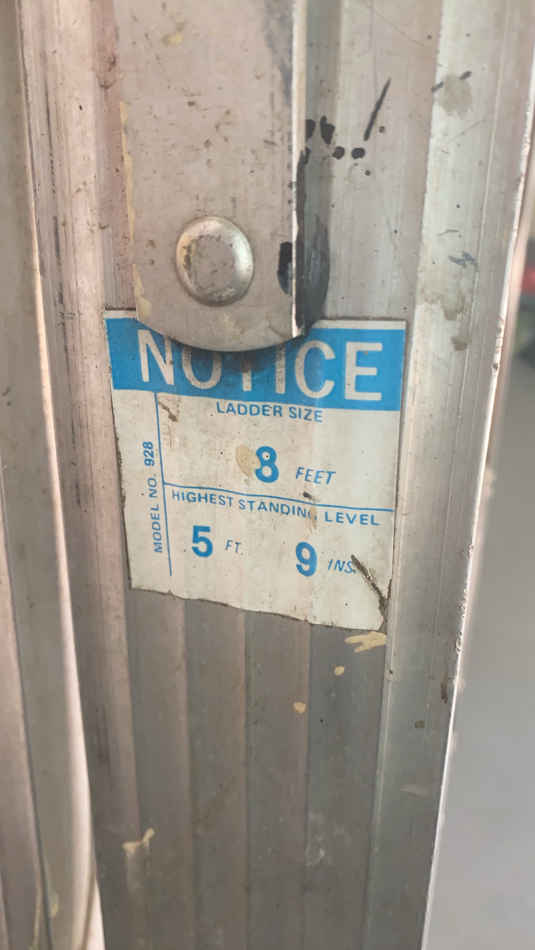 NOTICE
LADDER SIZE
8 FEET
HIGHEST STANDING LEVEL
5 FT. 9 INS.
MODEL NO. 928